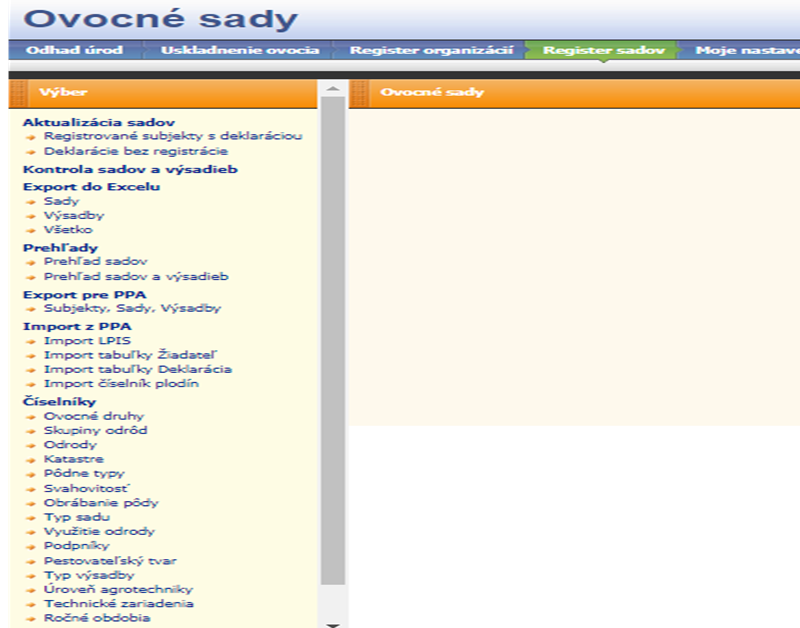 Ovocné sady
Odhad úrod Uskladnenie ovocia Register organizácií Register sadov Moje nastave
Výber
Aktualizácia sadov
Registrované subjekty s deklaráciou
Deklarácie bez registrácie
Kontrola sadov a výsadieb
Export do Excelu
Sady
Výsadby
Všetko
Prehľady
Prehľad sadov
Prehľad sadov a výsadieb
Export pre PPA
Subjekty, Sady, Výsadby
Import z PPA
Import LPIS
Import tabuľky Žiadateľ
Import tabuľky Deklarácia
Import číselník plodín
Číselníky
Ovocné druhy
Skupiny odrôd
Odrody
Katastre
Pôdne typy
Svahovitosť
Obrábanie pôdy
Typ sadu
Využitie odrody
Podpníky
Pestovateľský tvar
Typ výsadby
Úroveň agrotechniky
Technické zariadenia
Ročné obdobia
Ovocné sady